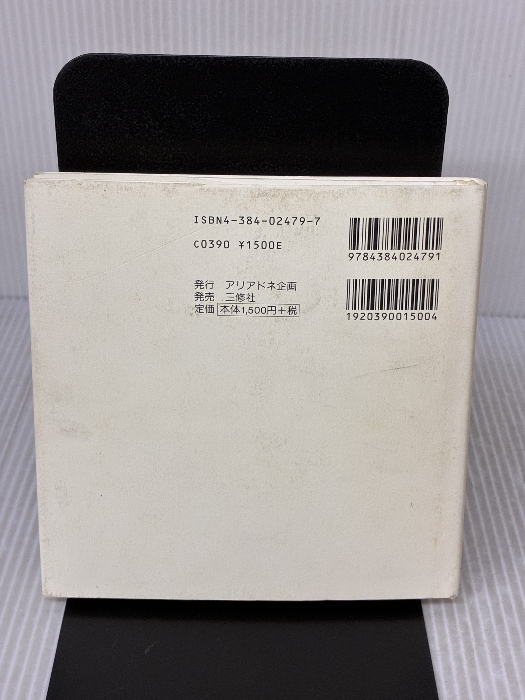 ISBN4-384-02479-7
C0390 ¥1500E
9784384024791
発行 アリアドネ企画
発売 三修社
定価 本体1,500円+税
1920390015004